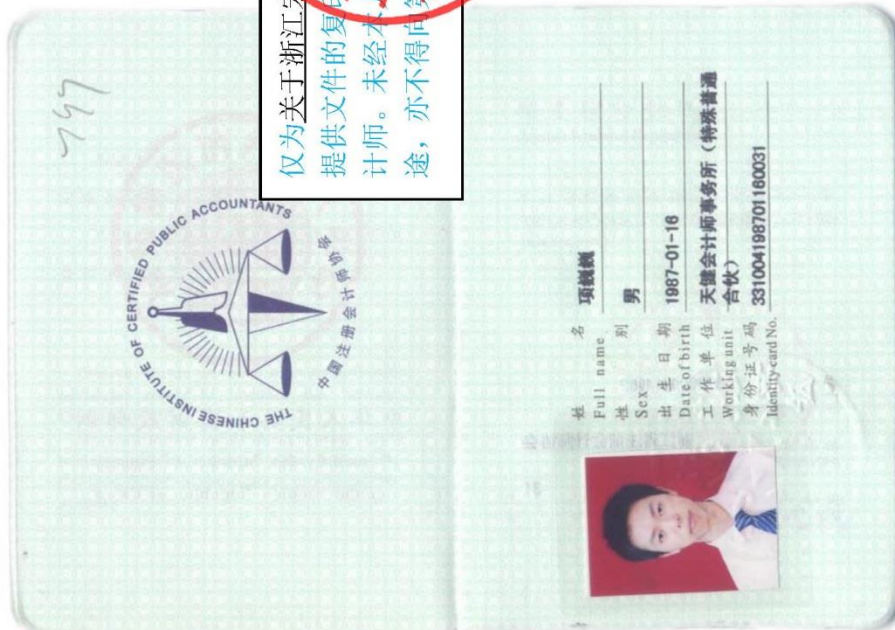 THE CHINESE INSTITUTE OF CERTIFIED PUBLIC ACCOUNTANTS
中国注册会计师协会
仅为关于浙江
提供文件的复
计师。未经本
途，亦不得向
姓名 项巍巍
Full name
性别 男
Sex
出生日期 1987-01-16
Date of birth
工作单位 天健会计师事务所（特殊普通
Working unit 合伙）
身份证号码 331004198701160031
Identity card No.